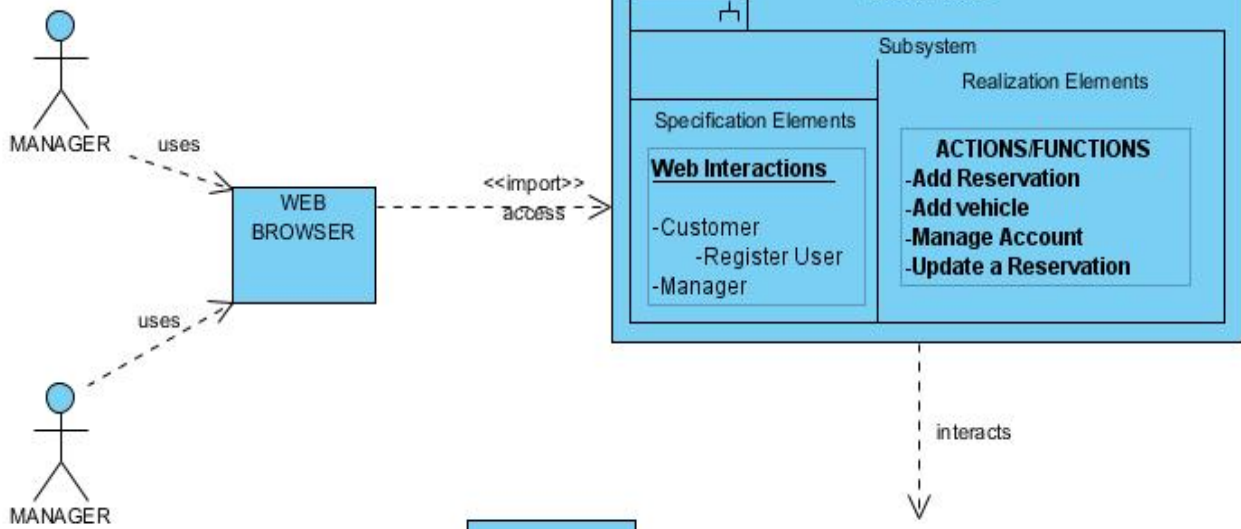 Subsystem
Realization Elements
MANAGER
uses
Specification Elements
ACTIONS/FUNCTIONS
Web Interactions
-Add Reservation
<<import>>
WEB
-Add vehicle
access
BROWSER
-Customer
-Manage Account
-Register User
-Update a Reservation
-Manager
uses
interacts
MANAGER